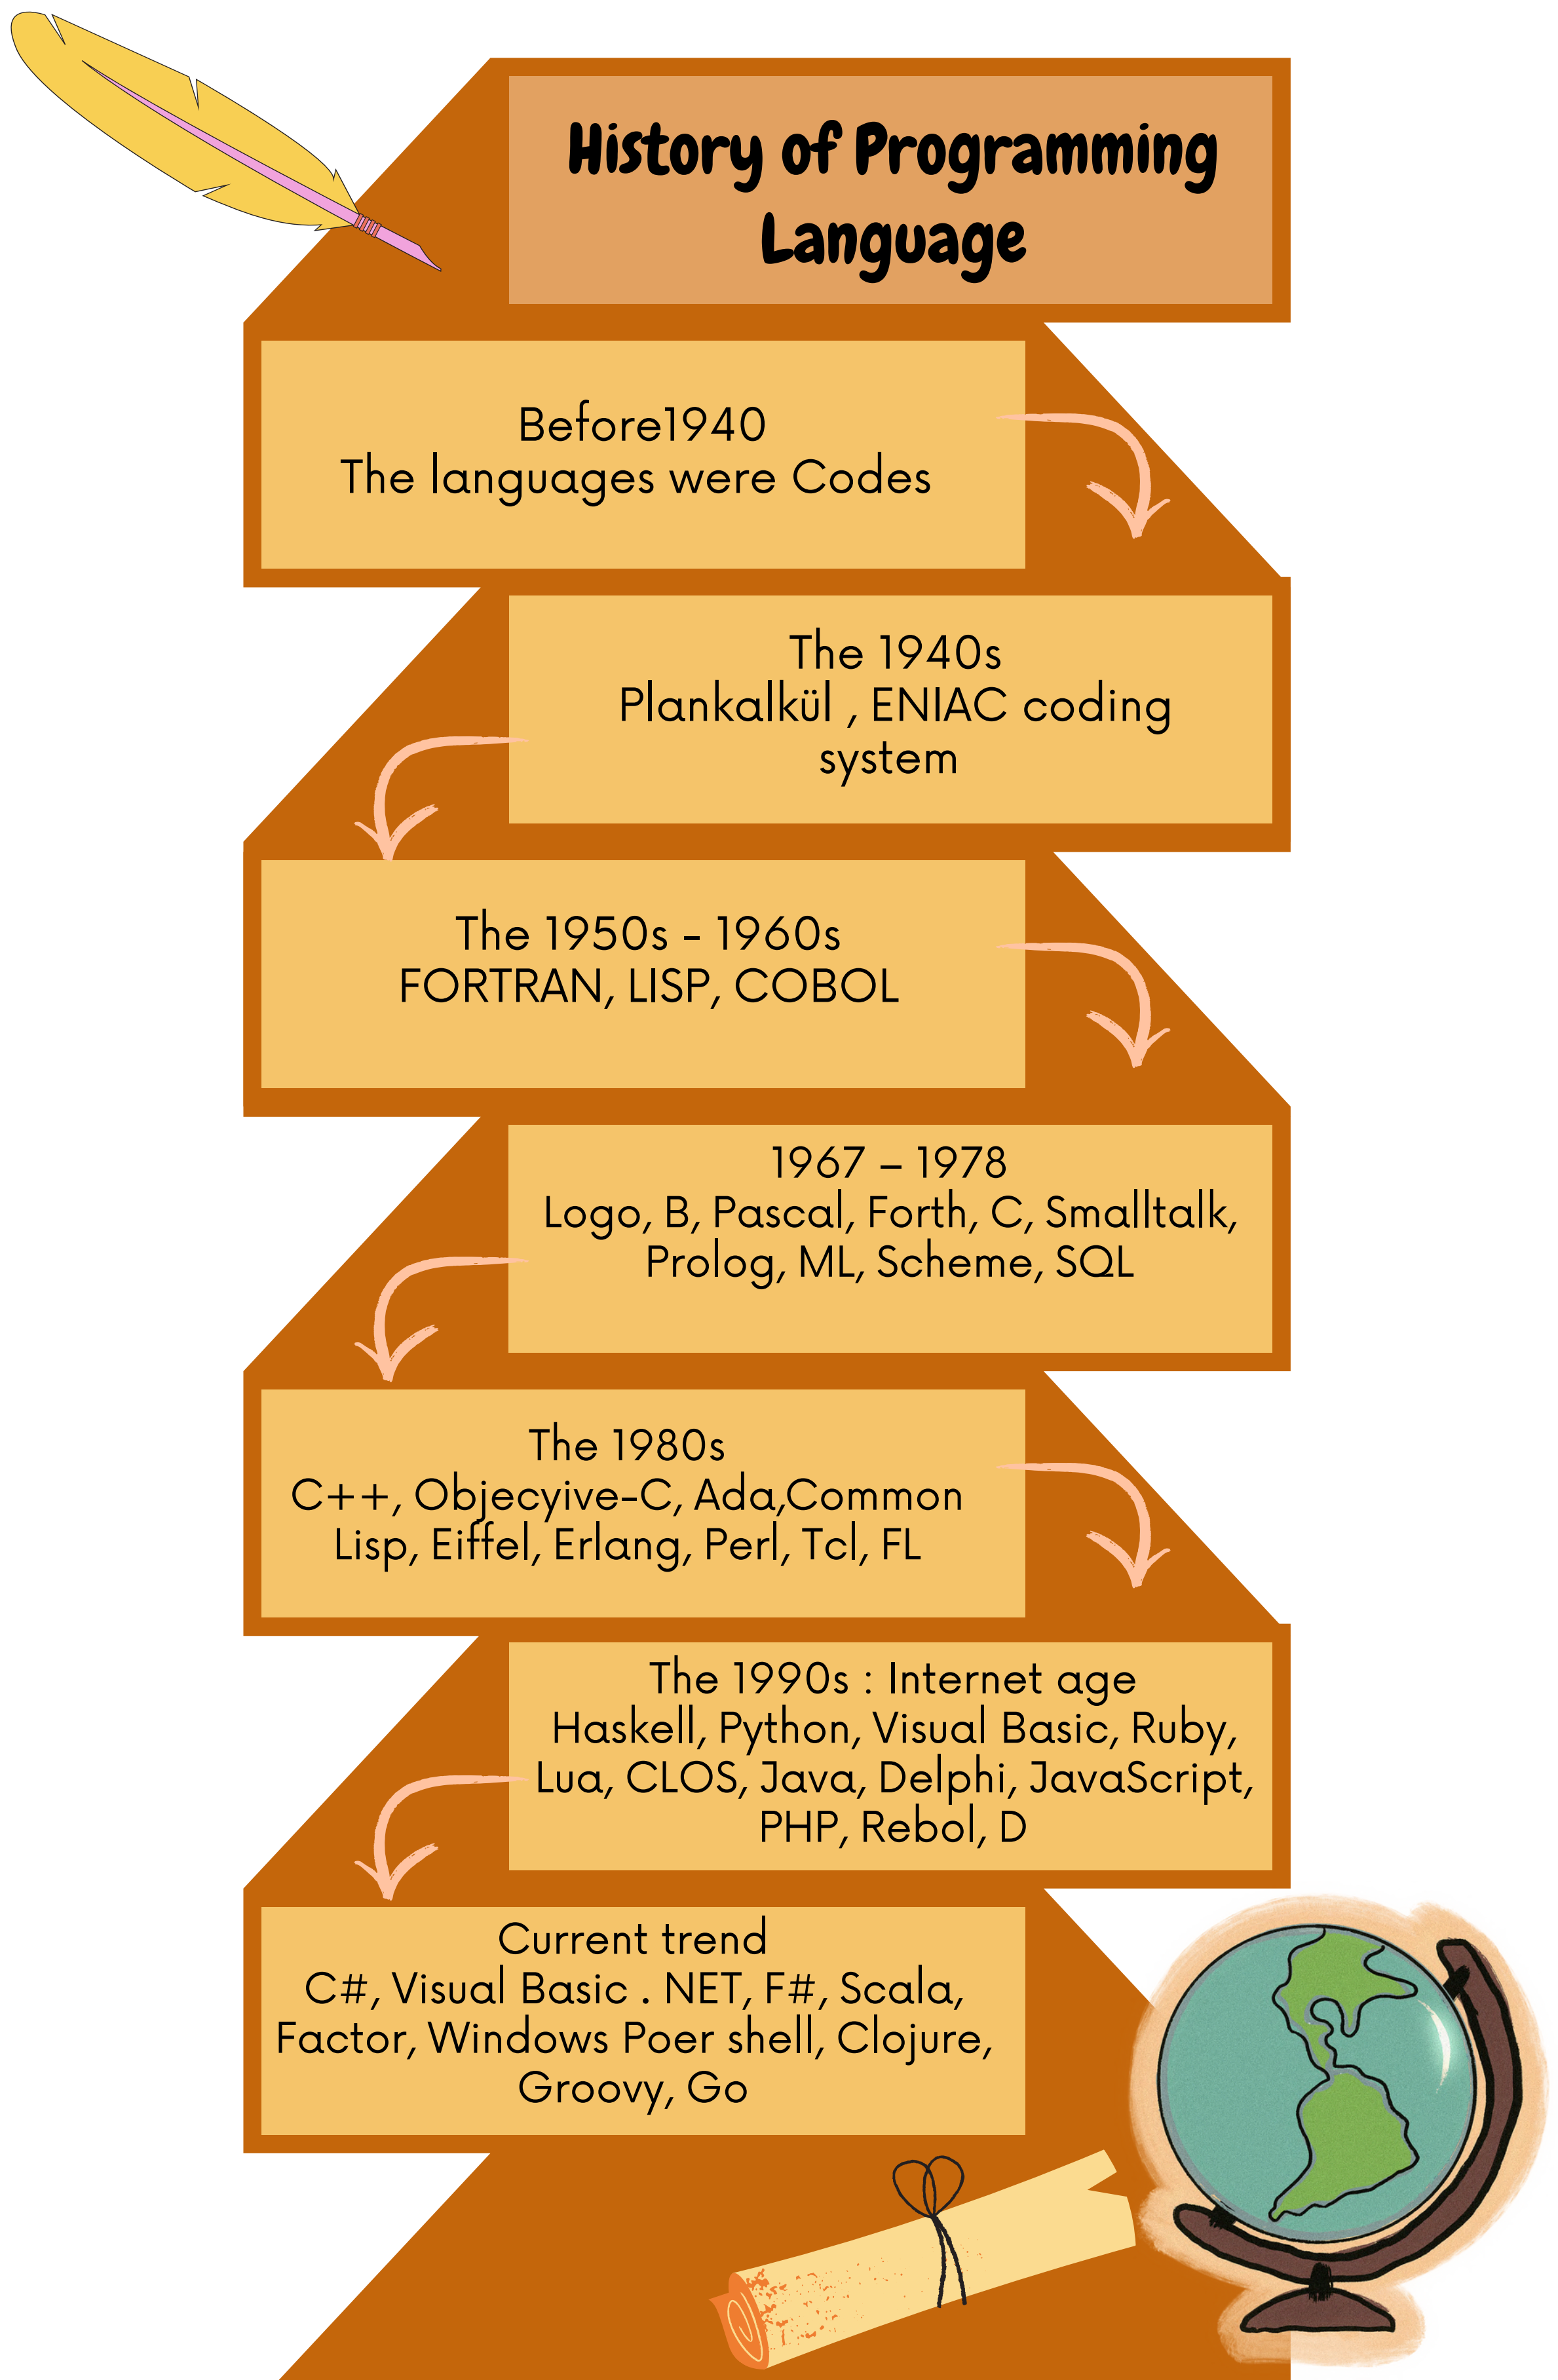 History of Programming
Language
Before1940
The languages were Codes
The 1940s
Plankalkül , ENIAC coding
system
The 1950s - 1960s
FORTRAN, LISP, COBOL
1967 – 1978
Logo, B, Pascal, Forth, C, Smalltalk,
Prolog, ML, Scheme, SQL
The 1980s
C++, Objecyive-C, Ada,Common
Lisp, Eiffel, Erlang, Perl, Tcl, FL
The 1990s : Internet age
Haskell, Python, Visual Basic, Ruby,
Lua, CLOS, Java, Delphi, JavaScript,
PHP, Rebol, D
Current trend
C#, Visual Basic . NET, F#, Scala,
Factor, Windows Poer shell, Clojure,
Groovy, Go